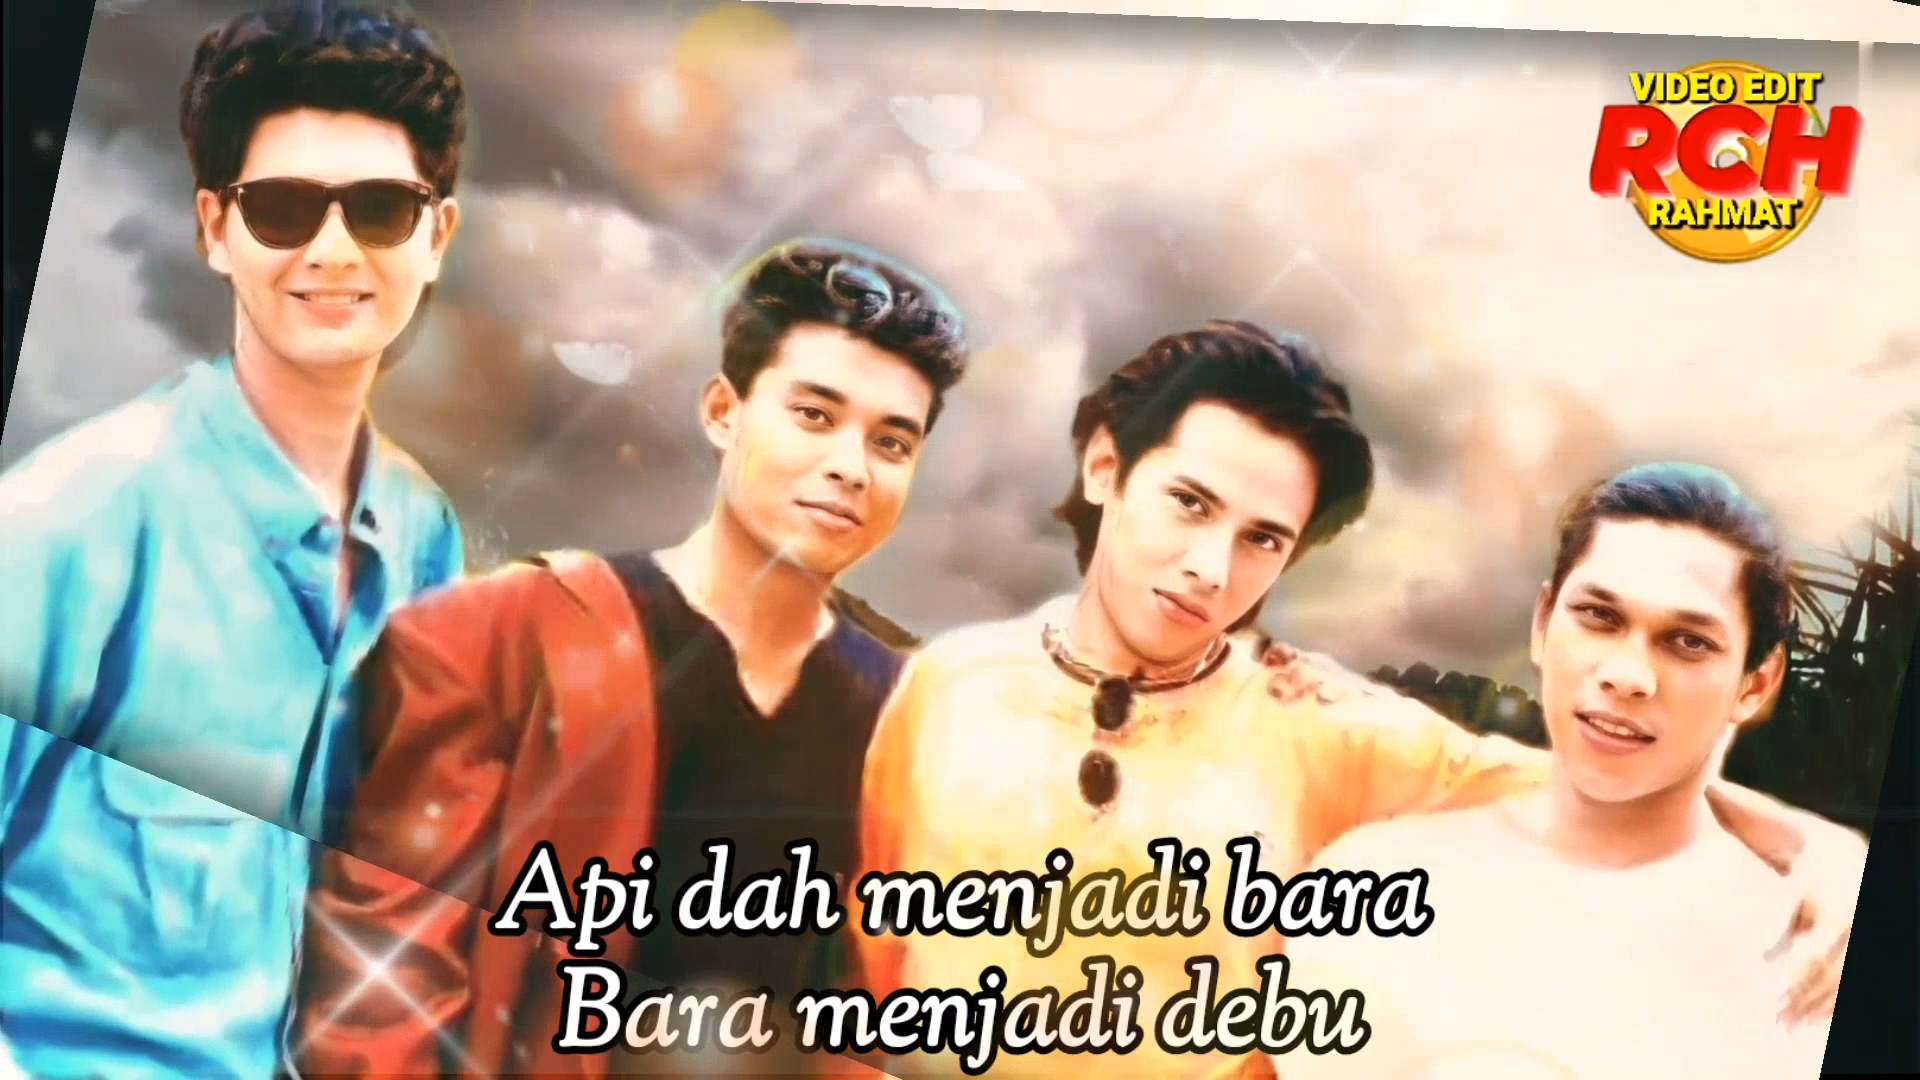 VIDEO EDIT
RCH
RAHMAT
Api dah menjadi bara
Bara menjadi debu